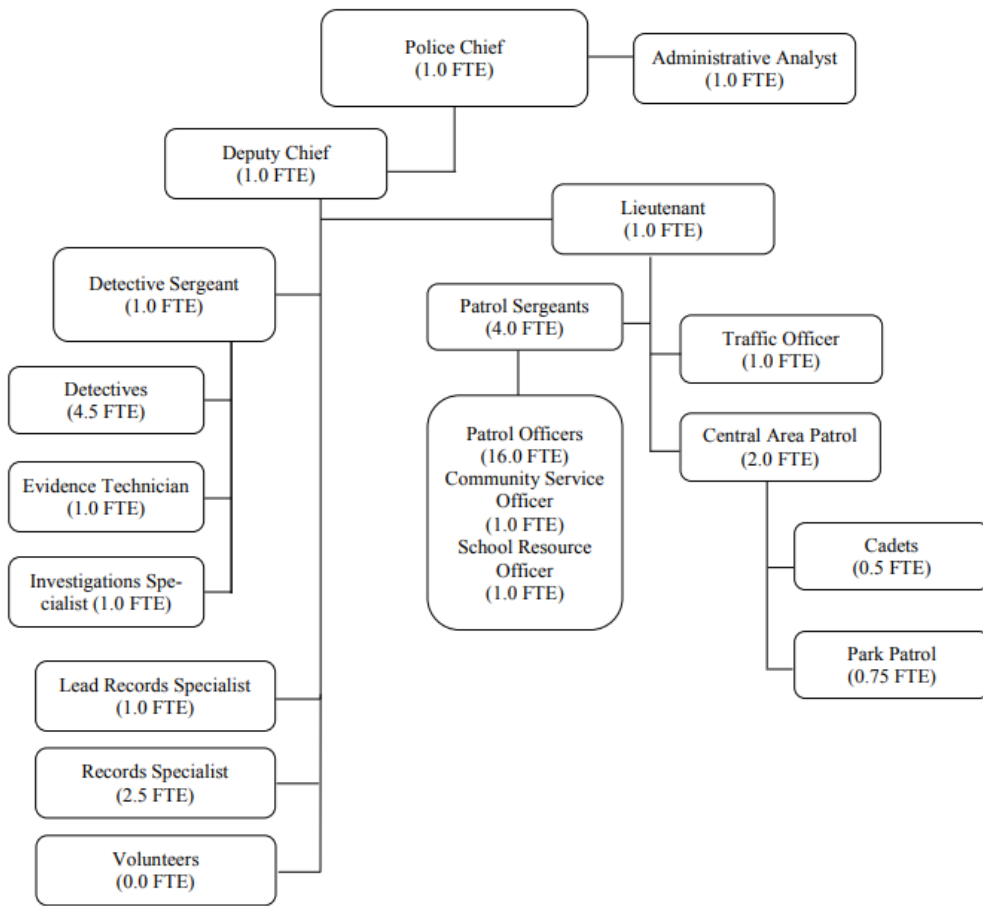 Police Chief
(1.0 FTE)
Administrative Analyst
(1.0 FTE)
Deputy Chief
(1.0 FTE)
Lieutenant
(1.0 FTE)
Detective Sergeant
(1.0 FTE)
Patrol Sergeants
(4.0 FTE)
Traffic Officer
(1.0 FTE)
Detectives
(4.5 FTE)
Patrol Officers
(16.0 FTE)
Community Service
Officer
(1.0 FTE)
School Resource
Officer
(1.0 FTE)
Central Area Patrol
(2.0 FTE)
Evidence Technician
(1.0 FTE)
Cadets
(0.5 FTE)
Investigations Spe-
cialist (1.0 FTE)
Park Patrol
(0.75 FTE)
Lead Records Specialist
(1.0 FTE)
Records Specialist
(2.5 FTE)
Volunteers
(0.0 FTE)